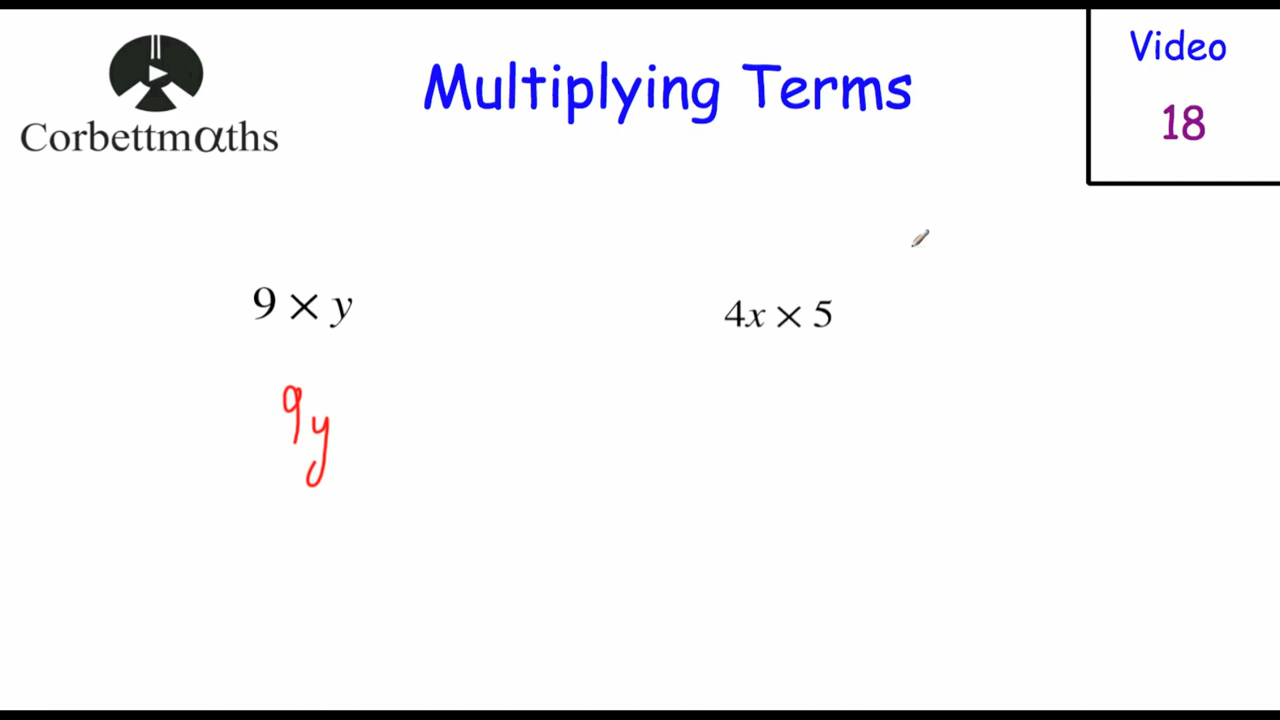 Corbettmαths
Multiplying Terms
Video
18
9 × y
4x × 5
9y